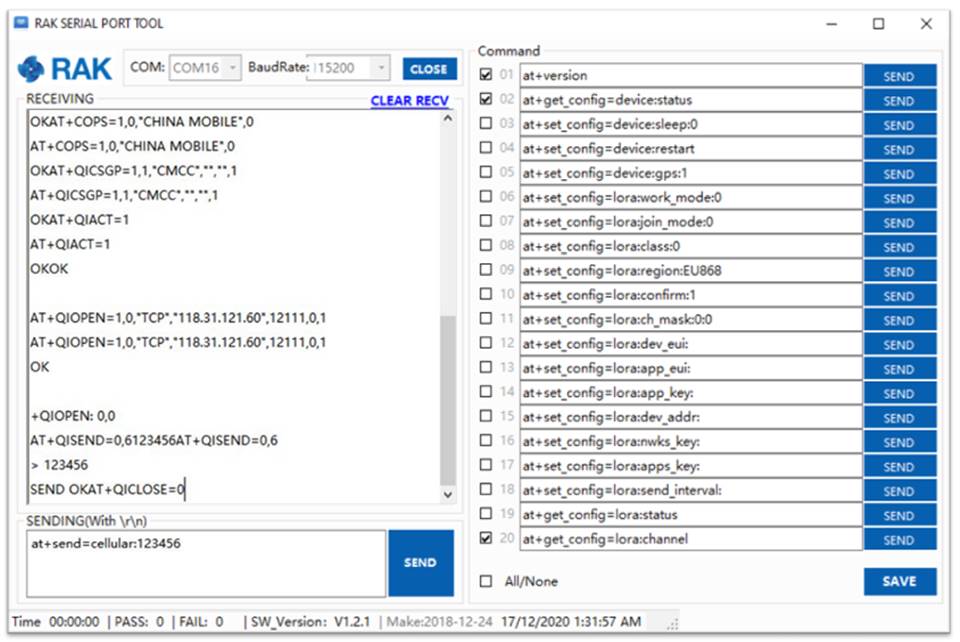 RAK SERIAL PORT TOOL
RAK
COM: COM16 BaudRate: 115200 CLOSE
RECEIVING CLEAR RECV
OKAT+COPS=1,0,"CHINA MOBILE",0
AT+COPS=1,0,"CHINA MOBILE",0
OKAT+QICSGP=1,1,"CMCC","","",1
AT+QICSGP=1,1,"CMCC","","",1
OKAT+QIACT=1
AT+QIACT=1
OKOK
AT+QIOPEN=1,0,"TCP","118.31.121.60",12111,0,1
AT+QIOPEN=1,0,"TCP","118.31.121.60",12111,0,1
OK
+QIOPEN: 0,0
AT+QISEND=0,6123456AT+QISEND=0,6
> 123456
SEND OKAT+QICLOSE=0
SENDING(With \r\n)
at+send=cellular:123456
SEND
Command
01 at+version SEND
02 at+get_config=device:status SEND
03 at+set_config=device:sleep:0 SEND
04 at+set_config=device:restart SEND
05 at+set_config=device:gps:1 SEND
06 at+set_config=lora:work_mode:0 SEND
07 at+set_config=lora:join_mode:0 SEND
08 at+set_config=lora:class:0 SEND
09 at+set_config=lora:region:EU868 SEND
10 at+set_config=lora:confirm:1 SEND
11 at+set_config=lora:ch_mask:0:0 SEND
12 at+set_config=lora:dev_eui: SEND
13 at+set_config=lora:app_eui: SEND
14 at+set_config=lora:app_key: SEND
15 at+set_config=lora:dev_addr: SEND
16 at+set_config=lora:nwks_key: SEND
17 at+set_config=lora:apps_key: SEND
18 at+set_config=lora:send_interval: SEND
19 at+get_config=lora:status SEND
20 at+get_config=lora:channel SEND
All/None SAVE
Time 00:00:00 | PASS: 0 | FAIL: 0 | SW_Version: V1.2.1 | Make:2018-12-24 17/12/2020 1:31:57 AM